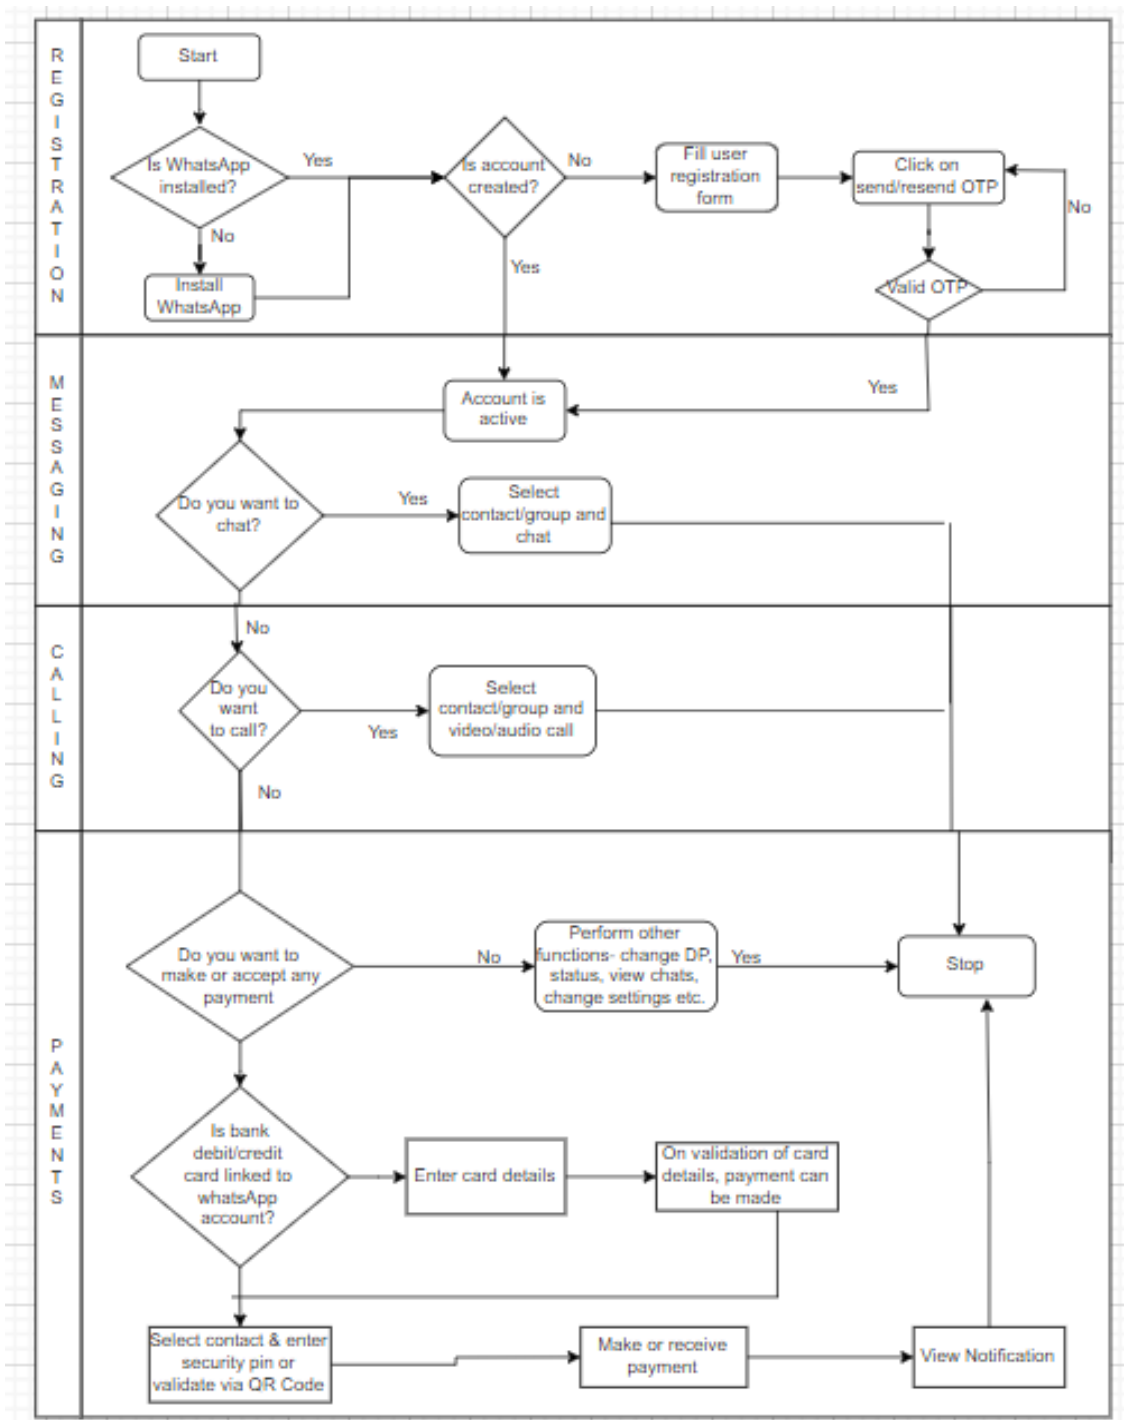 REGISTRATION
Start
Is WhatsApp
installed?
Yes
No
Install
WhatsApp
Is account
created?
No
Yes
Fill user
registration
form
Click on
send/resend OTP
No
Valid OTP
MESSAGING
Account is
active
Yes
Do you want to
chat?
Yes
Select
contact/group and
chat
CALLING
No
Do you
want
to call?
Yes
Select
contact/group and
video/audio call
No
PAYMENTS
Do you want to
make or accept any
payment
No
Perform other
functions- change DP,
status, view chats,
change settings etc.
Yes
Stop
Is bank
debit/credit
card linked to
whatsApp
account?
Enter card details
On validation of card
details, payment can
be made
Select contact & enter
security pin or
validate via QR Code
Make or receive
payment
View Notification